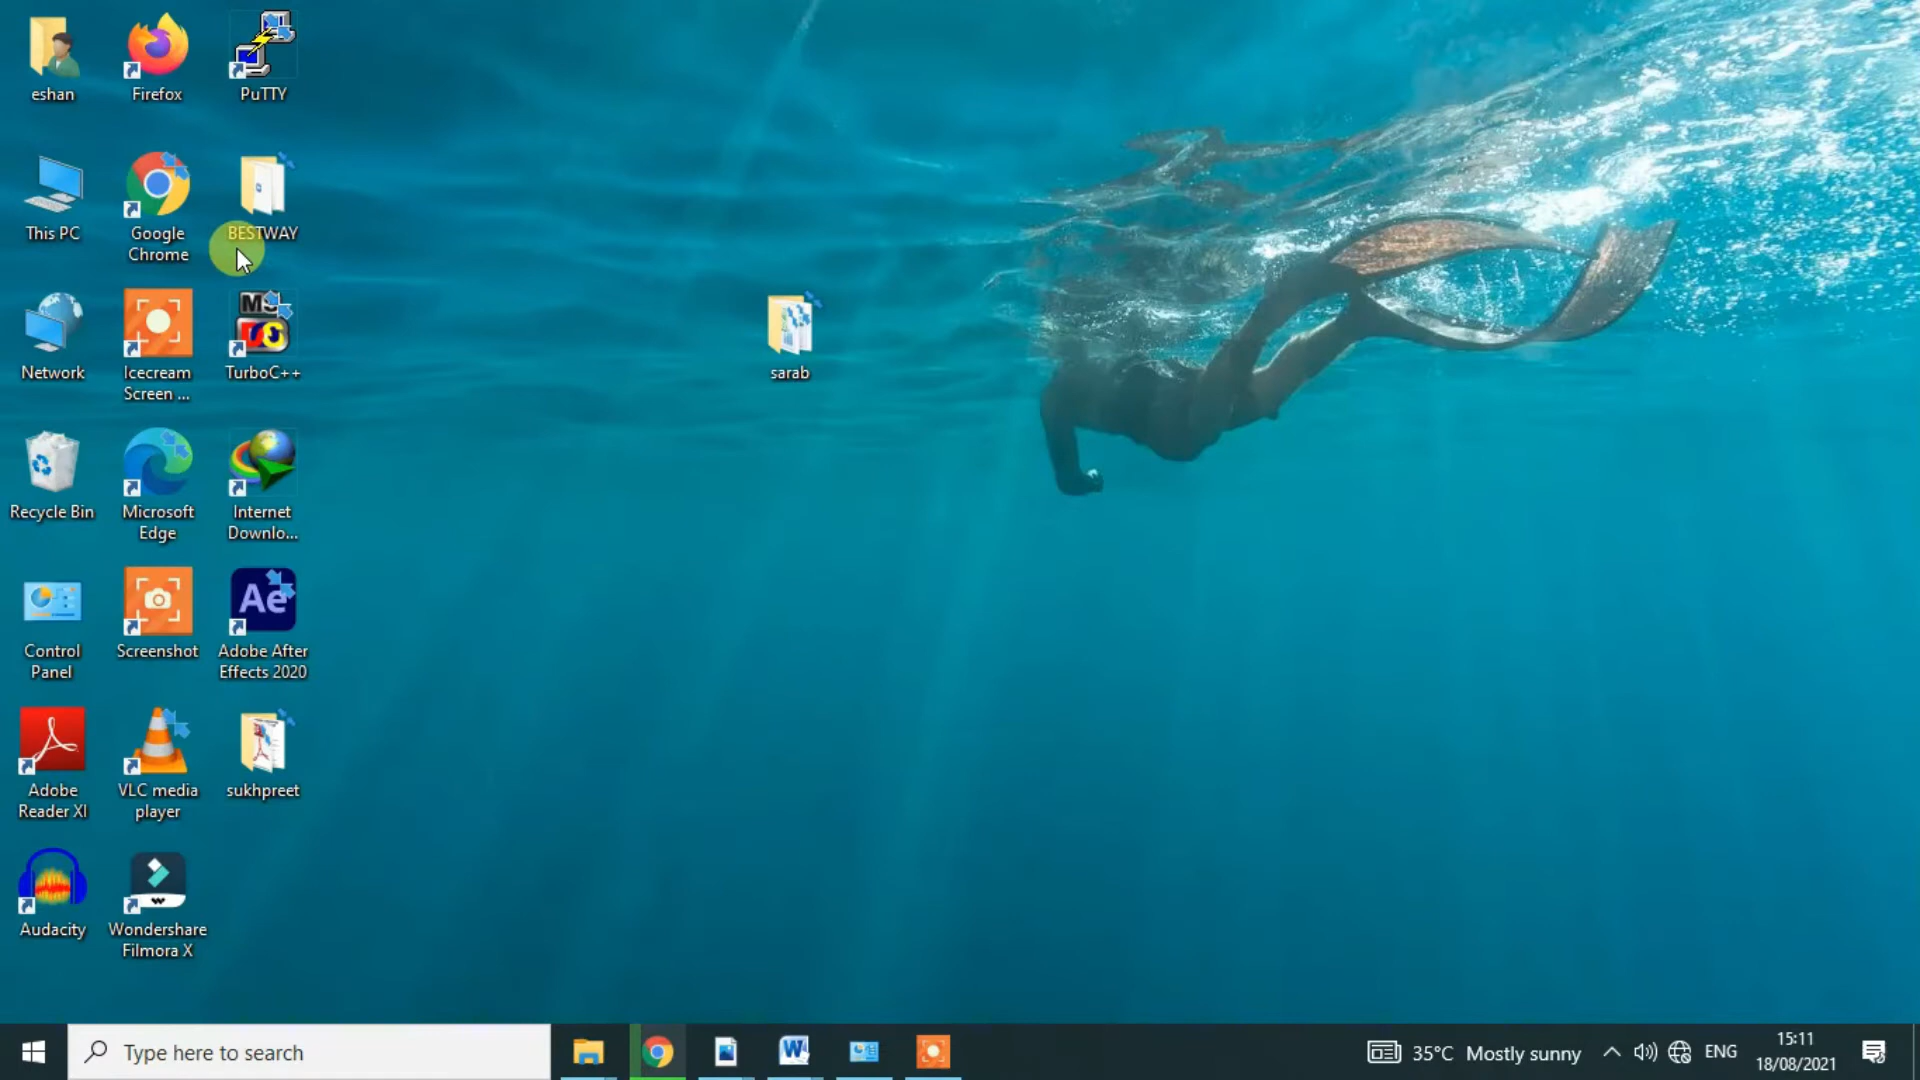 eshan
Firefox
PuTTY
This PC
Google
Chrome
BESTWAY
Network
Icecream
Screen ...
TurboC++
sarab
Recycle Bin
Microsoft
Edge
Internet
Downlo...
Control
Panel
Screenshot
Ae
Adobe After
Effects 2020
Adobe
Reader XI
VLC media
player
sukhpreet
Audacity
Wondershare
Filmora X
Type here to search
W
35°C Mostly sunny
ENG
15:11
18/08/2021